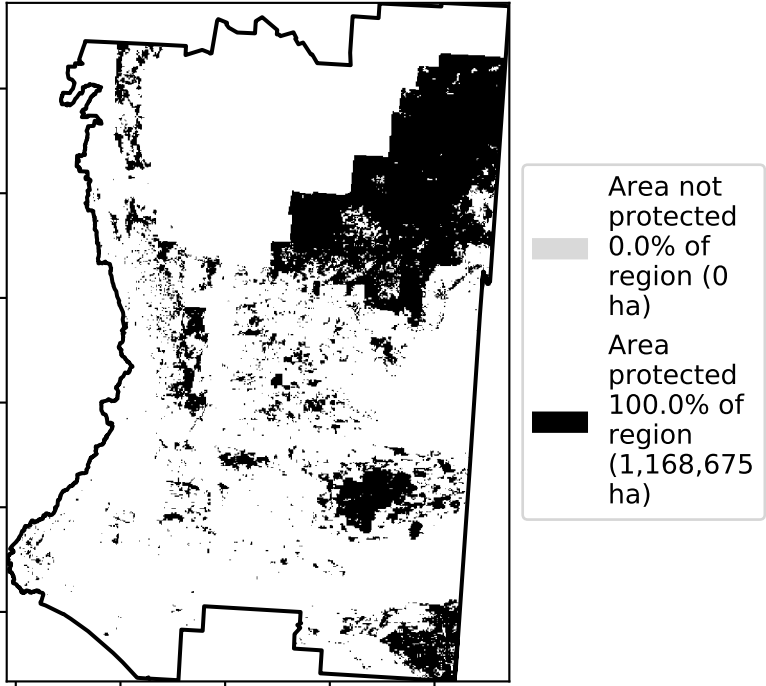 Area not
protected
0.0% of
region (0
ha)
Area
protected
100.0% of
region
(1,168,675
ha)